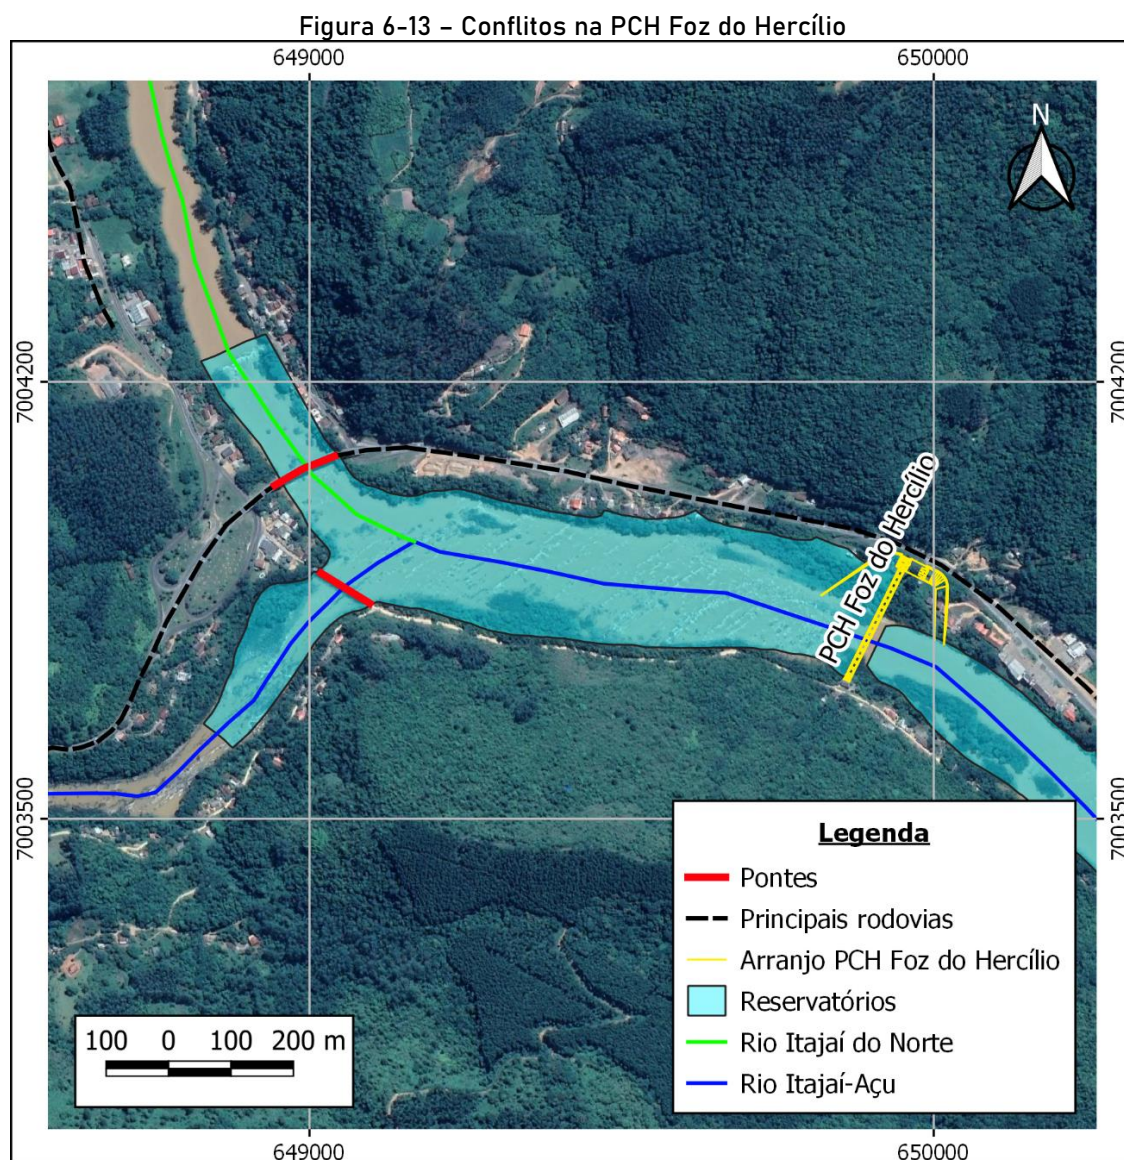 Figura 6-13 – Conflitos na PCH Foz do Hercílio
649000
650000
N
7004200
7004200
PCH Foz do Hercílio
7003500
7003500
Legenda
Pontes
Principais rodovias
Arranjo PCH Foz do Hercílio
Reservatórios
Rio Itajaí do Norte
Rio Itajaí-Açu
100 0 100 200 m
649000
650000